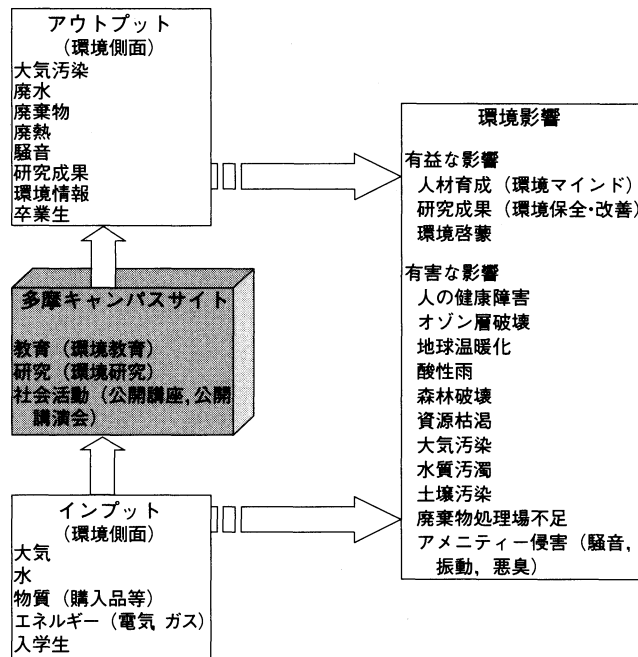 アウトプット
（環境側面）
大気汚染
廃水
廃棄物
廃熱
騒音
研究成果
環境情報
卒業生
多摩キャンパスサイト
教育（環境教育）
研究（環境研究）
社会活動（公開講座，公開
講演会）
インプット
（環境側面）
大気
水
物質（購入品等）
エネルギー（電気 ガス）
入学生
環境影響
有益な影響
人材育成（環境マインド）
研究成果（環境保全・改善）
環境啓蒙
有害な影響
人の健康障害
オゾン層破壊
地球温暖化
酸性雨
森林破壊
資源枯渇
大気汚染
水質汚濁
土壌汚染
廃棄物処理場不足
アメニティー侵害（騒音，
振動，悪臭）